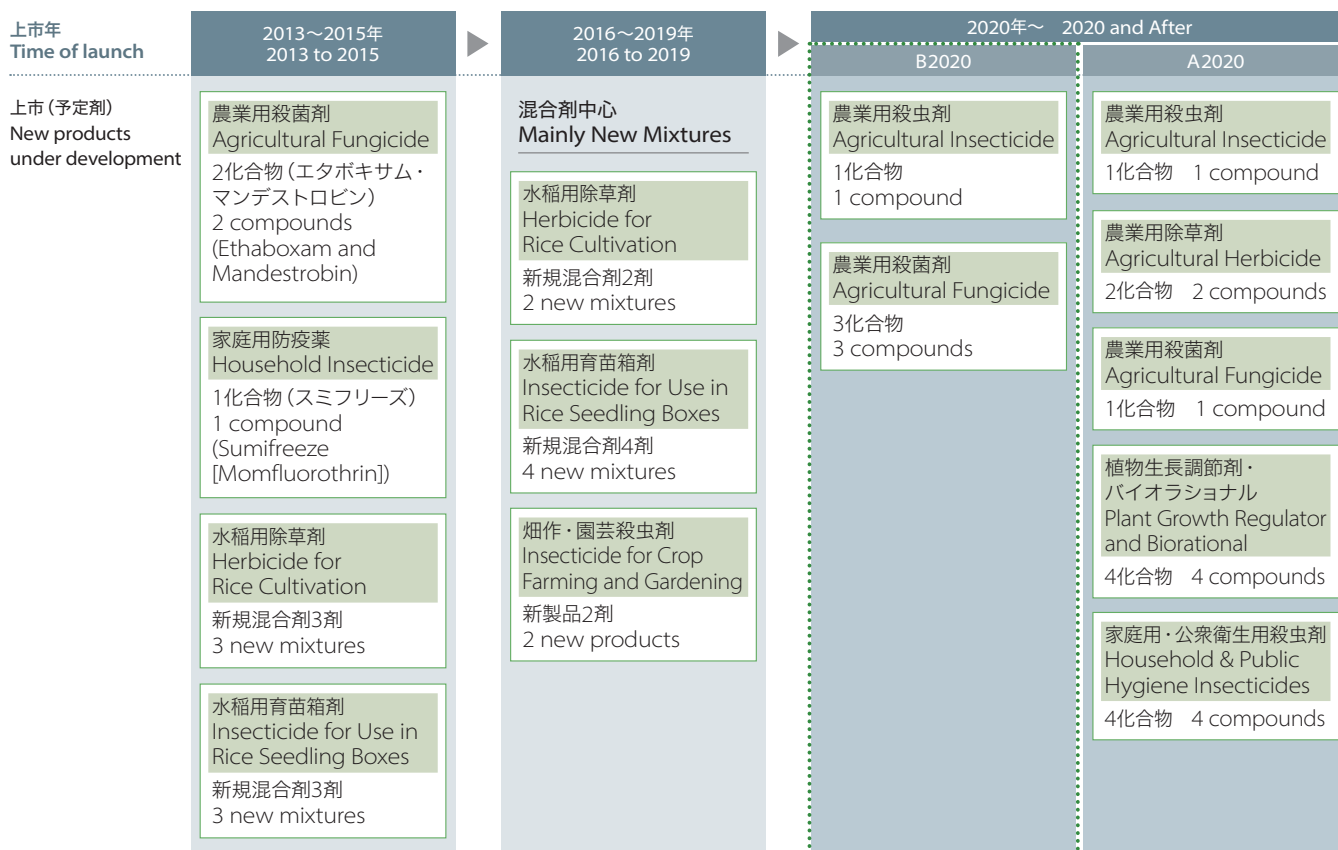 上市年
Time of launch
2013〜2015年
2013 to 2015
2016〜2019年
2016 to 2019
2020年〜 2020 and After
B2020
A2020
上市（予定剤）
New products
under development
農業用殺菌剤
Agricultural Fungicide
2化合物（エタボキサム・
マンデストロビン）
2 compounds
(Ethaboxam and
Mandestrobin)
家庭用防疫薬
Household Insecticide
1化合物（スミフリーズ）
1 compound
(Sumifreeze
[Momfluorothrin])
水稲用除草剤
Herbicide for
Rice Cultivation
新規混合剤3剤
3 new mixtures
水稲用育苗箱剤
Insecticide for Use in
Rice Seedling Boxes
新規混合剤3剤
3 new mixtures
混合剤中心
Mainly New Mixtures
水稲用除草剤
Herbicide for
Rice Cultivation
新規混合剤2剤
2 new mixtures
水稲用育苗箱剤
Insecticide for Use in
Rice Seedling Boxes
新規混合剤4剤
4 new mixtures
畑作・園芸殺虫剤
Insecticide for Crop
Farming and Gardening
新製品2剤
2 new products
農業用殺虫剤
Agricultural Insecticide
1化合物
1 compound
農業用殺菌剤
Agricultural Fungicide
3化合物
3 compounds
農業用殺虫剤
Agricultural Insecticide
1化合物 1 compound
農業用除草剤
Agricultural Herbicide
2化合物 2 compounds
農業用殺菌剤
Agricultural Fungicide
1化合物 1 compound
植物生長調節剤・
バイオラショナル
Plant Growth Regulator
and Biorational
4化合物 4 compounds
家庭用・公衆衛生用殺虫剤
Household & Public
Hygiene Insecticides
4化合物 4 compounds